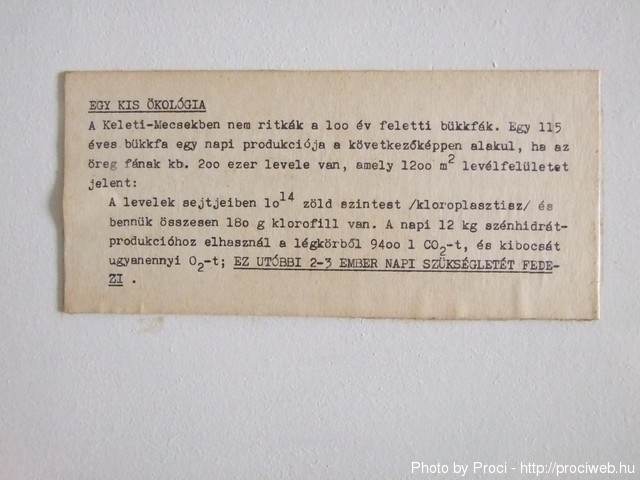 EGY KIS ÖKOLÓGIA
A Keleti-Mecsekben nem ritkák a loo év feletti bükkfák. Egy 115
éves bükkfa egy napi produkciója a következőképpen alakul, ha az
öreg fának kb. 2oo ezer levele van, amely 12oo m² levélfelületet
jelent:
A levelek sejtjeiben lo¹⁴ zöld szintest /kloroplasztisz/ és
bennük összesen 18o g klorofill van. A napi 12 kg szénhidrát-
produkcióhoz elhasznál a légkörből 94oo l CO₂-t, és kibocsát
ugyanennyi O₂-t; EZ UTÓBBI 2-3 EMBER NAPI SZÜKSÉGLETÉT FEDE-
ZI .
Photo by Proci - http://prociweb.hu